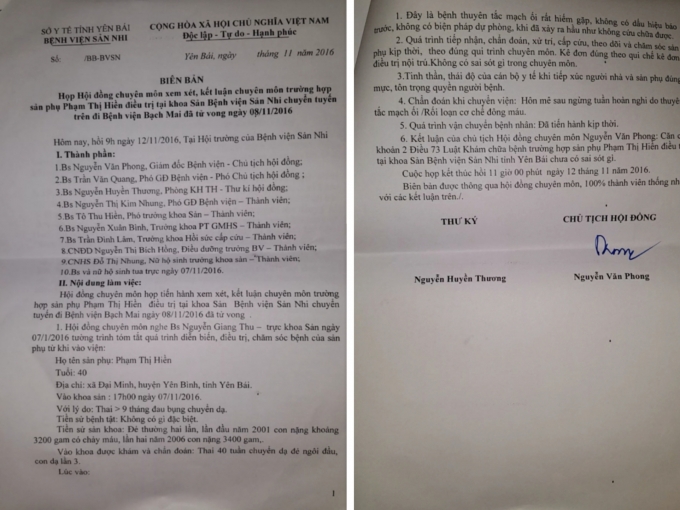 SỞ Y TẾ TỈNH YÊN BÁI
BỆNH VIỆN SẢN NHI
Số: /BB-BVSN
CỘNG HÒA XÃ HỘI CHỦ NGHĨA VIỆT NAM
Độc lập - Tự do - Hạnh phúc
Yên Bái, ngày tháng 11 năm 2016
BIÊN BẢN
Họp Hội đồng chuyên môn xem xét, kết luận chuyên môn trường hợp
sản phụ Phạm Thị Hiền điều trị tại khoa Sản Bệnh viện Sản Nhi chuyển tuyến
trên đi Bệnh viện Bạch Mai đã tử vong ngày 08/11/2016
Hôm nay, hồi 9h ngày 12/11/2016, Tại Hội trường của Bệnh viện Sản Nhi
I. Thành phần:
1.Bs Nguyễn Văn Phong, Giám đốc Bệnh viện - Chủ tịch hội đồng;
2.Bs Trần Văn Quang, Phó GĐ Bệnh viện - Phó Chủ tịch hội đồng ;
3.Bs Nguyễn Huyền Thương, Phòng KH TH - Thư kí hội đồng;
4.Bs Nguyễn Thị Kim Nhung, Phó GĐ Bệnh viện – Thành viên;
5.Bs Tô Thu Hiền, Phó trưởng khoa Sản – Thành viên;
6.Bs Nguyễn Xuân Bình, Trưởng khoa PT GMHS – Thành viên;
7.Bs Trần Đình Lâm, Trưởng khoa Hồi sức cấp cứu – Thành viên;
8.CNĐD Nguyễn Thị Bích Hồng, Điều dưỡng trưởng BV – Thành viên;
9.CNHS Đỗ Thị Nhung, Nữ hộ sinh trưởng khoa sản – Thành viên;
10.Bs và nữ hộ sinh tua trực ngày 07/11/2016.
II. Nội dung làm việc:
Hội đồng chuyên môn họp tiến hành xem xét, kết luận chuyên môn trường
hợp sản phụ Phạm Thị Hiền điều trị tại khoa Sản Bệnh viện Sản Nhi chuyển
tuyến đi Bệnh viện Bạch Mai ngày 08/11/2016 đã tử vong .
1. Hội đồng chuyên môn nghe Bs Nguyễn Giang Thu – trực khoa Sản ngày
07/1/2016 tường trình tóm tắt quá trình diễn biến, điều trị, chăm sóc bệnh của sản
phụ từ khi vào viện:
Họ tên sản phụ: Phạm Thị Hiền
Tuổi: 40
Địa chỉ: xã Đại Minh, huyện Yên Bình, tỉnh Yên Bái.
Vào khoa sản : 17h00 ngày 07/11/2016.
Với lý do: Thai > 9 tháng đau bụng chuyển dạ.
Tiền sử bệnh tật: Không có gì đặc biệt.
Tiền sử sản khoa: Đẻ thường hai lần, lần đầu năm 2001 con nặng khoảng
3200 gam có chảy máu, lần hai năm 2006 con nặng 3400 gam,.
Vào khoa được khám và chẩn đoán: Thai 40 tuần chuyển dạ đẻ ngôi đầu,
con dạ lần 3.
Lúc vào:
1
1. Đây là bệnh thuyên tắc mạch ối rất hiếm gặp, không có dấu hiệu báo
trước, không có biện pháp dự phòng, khi đã xảy ra hầu như không cứu chữa được.
2. Quá trình tiếp nhận, chẩn đoán, xử trí, cấp cứu, theo dõi và chăm sóc sản
phụ kịp thời, theo đúng qui trình chuyên môn. Kê đơn đúng theo qui chế kê đơn
điều trị nội trú.Không có sai sót gì trong chuyên môn.
3.Tinh thần, thái độ của cán bộ y tế khi tiếp xúc người nhà và sản phụ đúng
mực, tôn trọng quyền người bệnh.
4. Chẩn đoán khi chuyển viện: Hôn mê sau ngừng tuần hoàn nghi do thuyên
tắc mạch ối /Rối loạn cơ chế đông máu.
5. Quá trình vận chuyển bệnh nhân: Đã tiến hành kịp thời.
6. Kết luận của chủ tịch Hội đồng chuyên môn Nguyễn Văn Phong: Căn c
khoản 2 Điều 73 Luật Khám chữa bệnh trường hợp sản phụ Phạm Thị Hiền điều t
tại khoa Sản Bệnh viện Sản Nhi tỉnh Yên Bái chưa có sai sót gì.
Cuộc họp kết thúc hồi 11 giờ 00 phút ngày 12 tháng 11 năm 2016.
Biên bản được thông qua hội đồng chuyên môn, 100% thành viên thống nh
với các kết luận trên./.
THƯ KÝ
Nguyễn Huyền Thương
CHỦ TỊCH HỘI ĐỒNG
Phong
Nguyễn Văn Phong